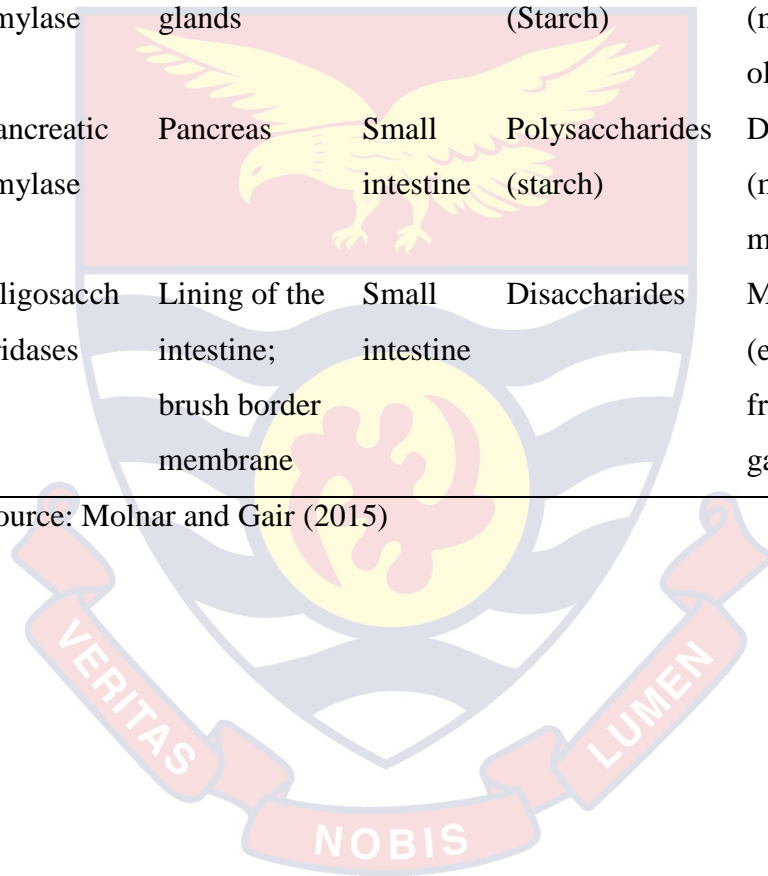 mylase glands (Starch) (n
ol
ancreatic Pancreas Small Polysaccharides D
mylase intestine (starch) (n
m
ligosacch Lining of the Small Disaccharides M
ridases intestine; intestine (e
brush border fr
membrane ga
ource: Molnar and Gair (2015)
VERITAS
NOBIS
LUMEN